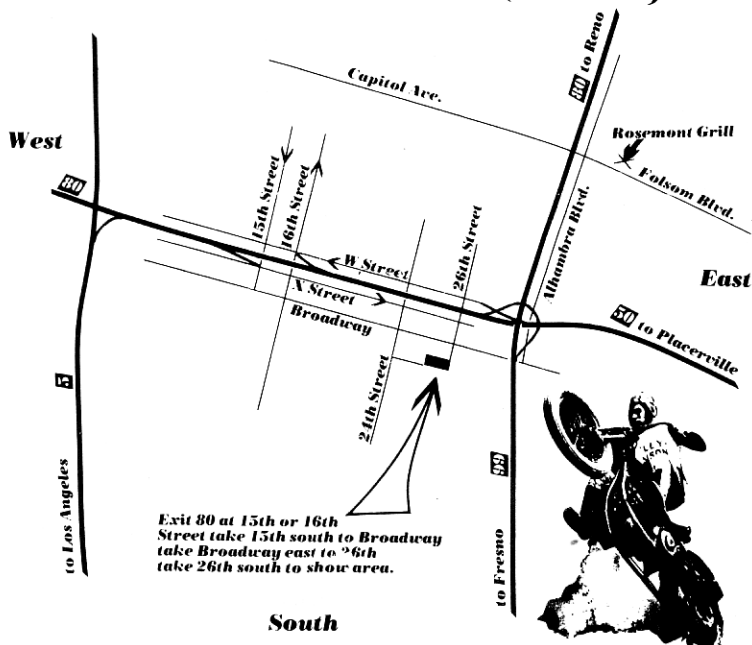 80 to Reno
Capitol Ave.
Rosemont Grill
West
Folsom Blvd.
80
15th Street
16th Street
26th Street
Alhambra Blvd.
W Street
East
X Street
Broadway
50 to Placerville
24th Street
5
to Los Angeles
99
to Fresno
Exit 80 at 15th or 16th
Street take 15th south to Broadway
take Broadway east to 26th
take 26th south to show area.
South